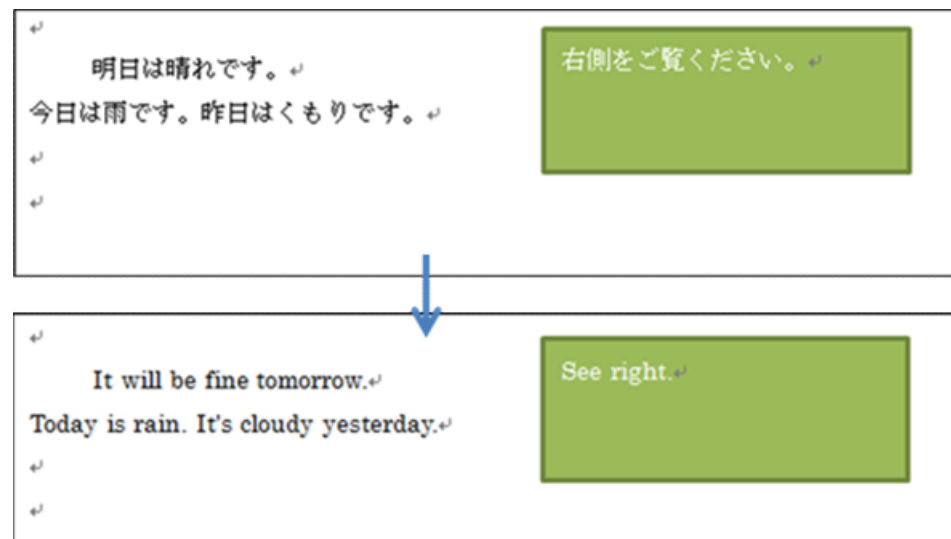 明日は晴れです。
今日は雨です。昨日はくもりです。
右側をご覧ください。
It will be fine tomorrow.
Today is rain. It's cloudy yesterday.
See right.